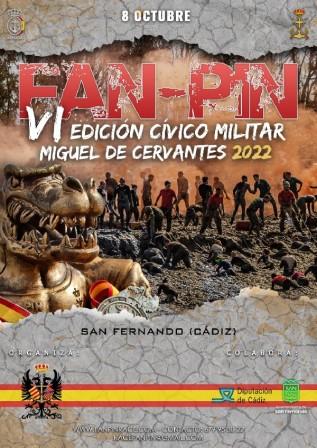 8 OCTUBRE
FAN-PIN
VI EDICIÓN CÍVICO MILITAR
MIGUEL DE CERVANTES 2022
SAN FERNANDO (CÁDIZ)
ORGANIZA:
COLABORA:
Diputación
de Cádiz